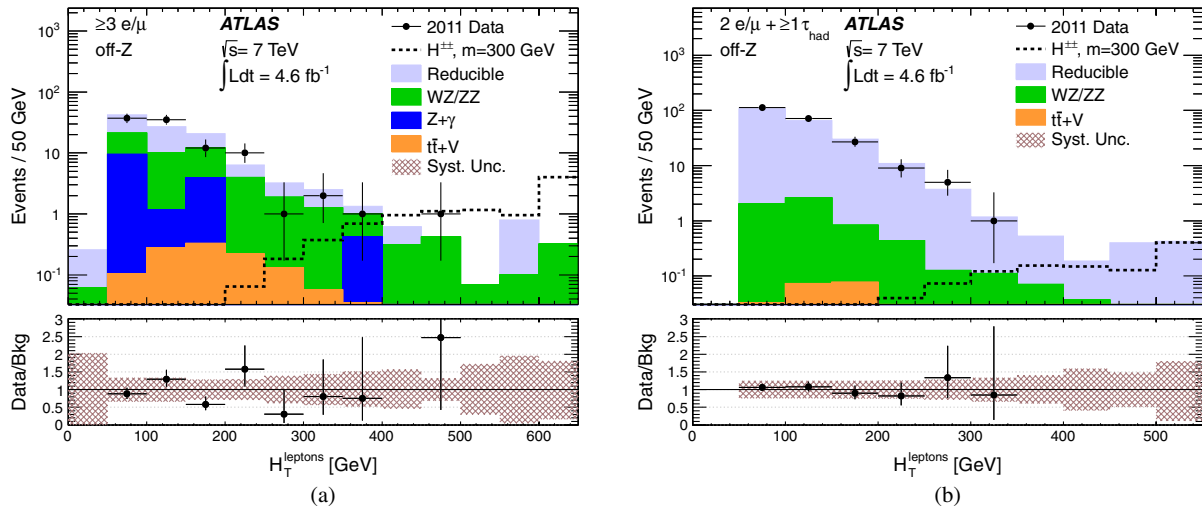 ≥3 e/μ
off-Z
ATLAS
√s= 7 TeV
∫Ldt = 4.6 fb⁻¹
2011 Data
H±±, m=300 GeV
Reducible
WZ/ZZ
Z+γ
tt̄+V
Syst. Unc.
Events / 50 GeV
10³
10²
10
1
10⁻¹
Data/Bkg
3
2.5
2
1.5
1
0.5
0
0 100 200 300 400 500 600
H_T^leptons [GeV]
(a)
2 e/μ + ≥1 τ_had
off-Z
ATLAS
√s= 7 TeV
∫Ldt = 4.6 fb⁻¹
2011 Data
H±±, m=300 GeV
Reducible
WZ/ZZ
tt̄+V
Syst. Unc.
Events / 50 GeV
10³
10²
10
1
10⁻¹
Data/Bkg
3
2.5
2
1.5
1
0.5
0
0 100 200 300 400 500
H_T^leptons [GeV]
(b)